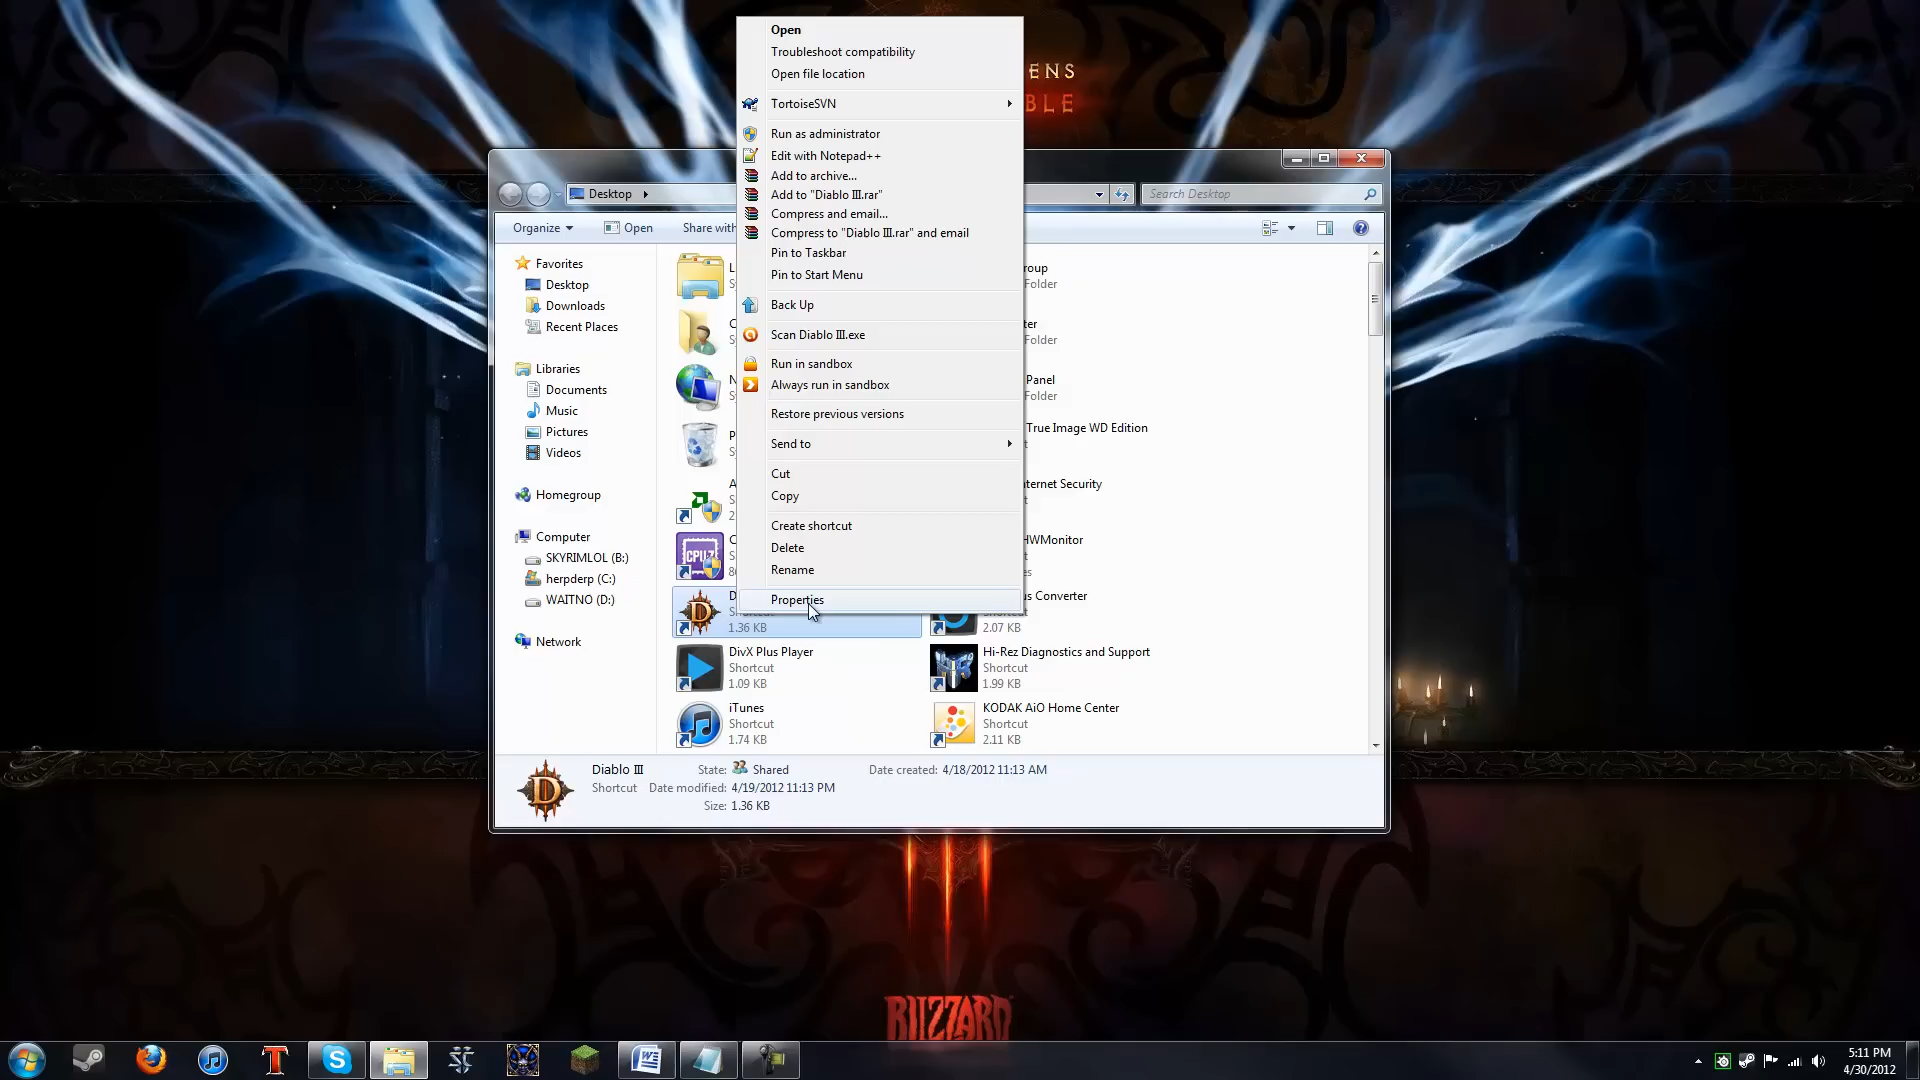 ENS
BLE
Open
Troubleshoot compatibility
Open file location
TortoiseSVN
Run as administrator
Edit with Notepad++
Add to archive...
Add to "Diablo III.rar"
Compress and email...
Compress to "Diablo III.rar" and email
Pin to Taskbar
Pin to Start Menu
Back Up
Scan Diablo III.exe
Run in sandbox
Always run in sandbox
Restore previous versions
Send to
Cut
Copy
Create shortcut
Delete
Rename
Properties
Desktop
Search Desktop
Organize
Open
Share with
Favorites
Desktop
Downloads
Recent Places
Libraries
Documents
Music
Pictures
Videos
Homegroup
Computer
SKYRIMLOL (B:)
herpderp (C:)
WAITNO (D:)
Network
roup
Folder
ter
Folder
Panel
Folder
True Image WD Edition
ternet Security
HWMonitor
us Converter
2.07 KB
1.36 KB
DivX Plus Player
Shortcut
1.09 KB
Hi-Rez Diagnostics and Support
Shortcut
1.99 KB
iTunes
Shortcut
1.74 KB
KODAK AiO Home Center
Shortcut
2.11 KB
Diablo III
Shortcut
State: Shared
Date modified: 4/19/2012 11:13 PM
Size: 1.36 KB
Date created: 4/18/2012 11:13 AM
BLIZZARD
5:11 PM
4/30/2012